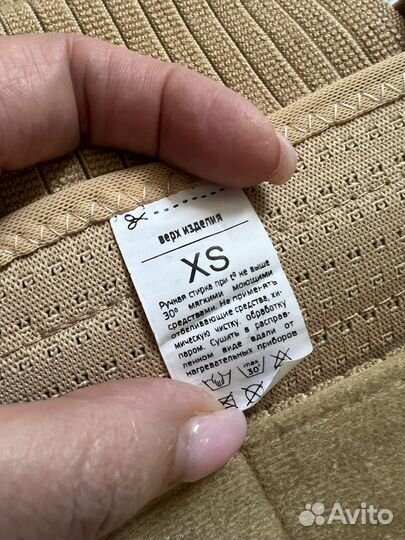 верх изделия
XS
Ручная стирка при t° не выше
30° мягкими моющими
средствами. Не применять
отбеливающие средства, хи-
мическую чистку, обработку
паром. Сушить в расправ-
ленном виде вдали от
нагревательных приборов
max
30°
Avito